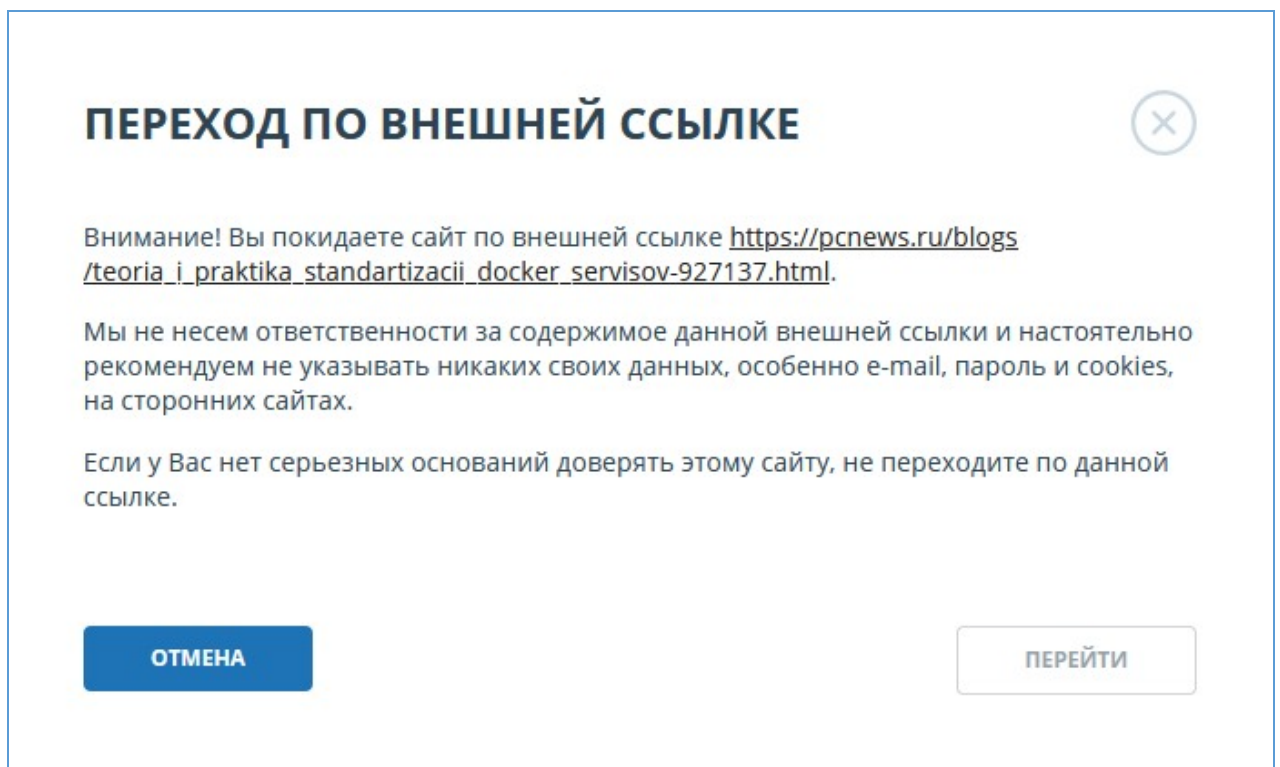 ПЕРЕХОД ПО ВНЕШНЕЙ ССЫЛКЕ
Внимание! Вы покидаете сайт по внешней ссылке https://pcnews.ru/blogs
/teoria_i_praktika_standartizacii_docker_servisov-927137.html.
Мы не несем ответственности за содержимое данной внешней ссылки и настоятельно
рекомендуем не указывать никаких своих данных, особенно e-mail, пароль и cookies,
на сторонних сайтах.
Если у Вас нет серьезных оснований доверять этому сайту, не переходите по данной
ссылке.
ОТМЕНА
ПЕРЕЙТИ